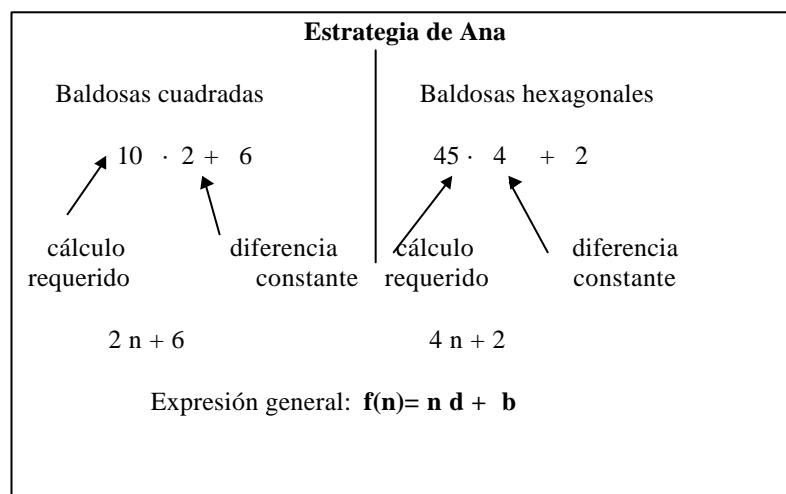 Estrategia de Ana
Baldosas cuadradas
10 · 2 + 6
cálculo requerido
diferencia constante
2 n + 6
Baldosas hexagonales
45 · 4 + 2
cálculo requerido
diferencia constante
4 n + 2
Expresión general: f(n)= n d + b